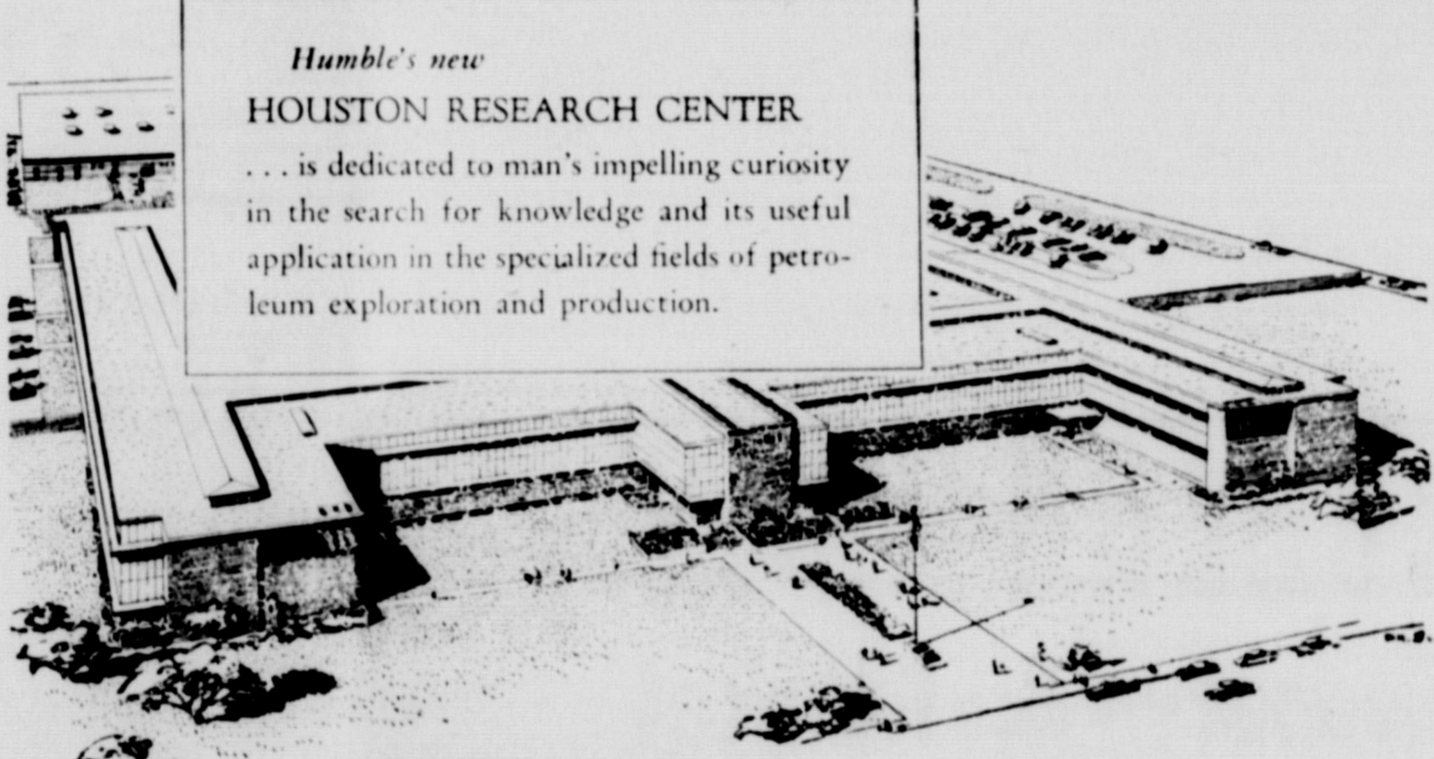 Humble's new
HOUSTON RESEARCH CENTER
... is dedicated to man's impelling curiosity
in the search for knowledge and its useful
application in the specialized fields of petro-
leum exploration and production.